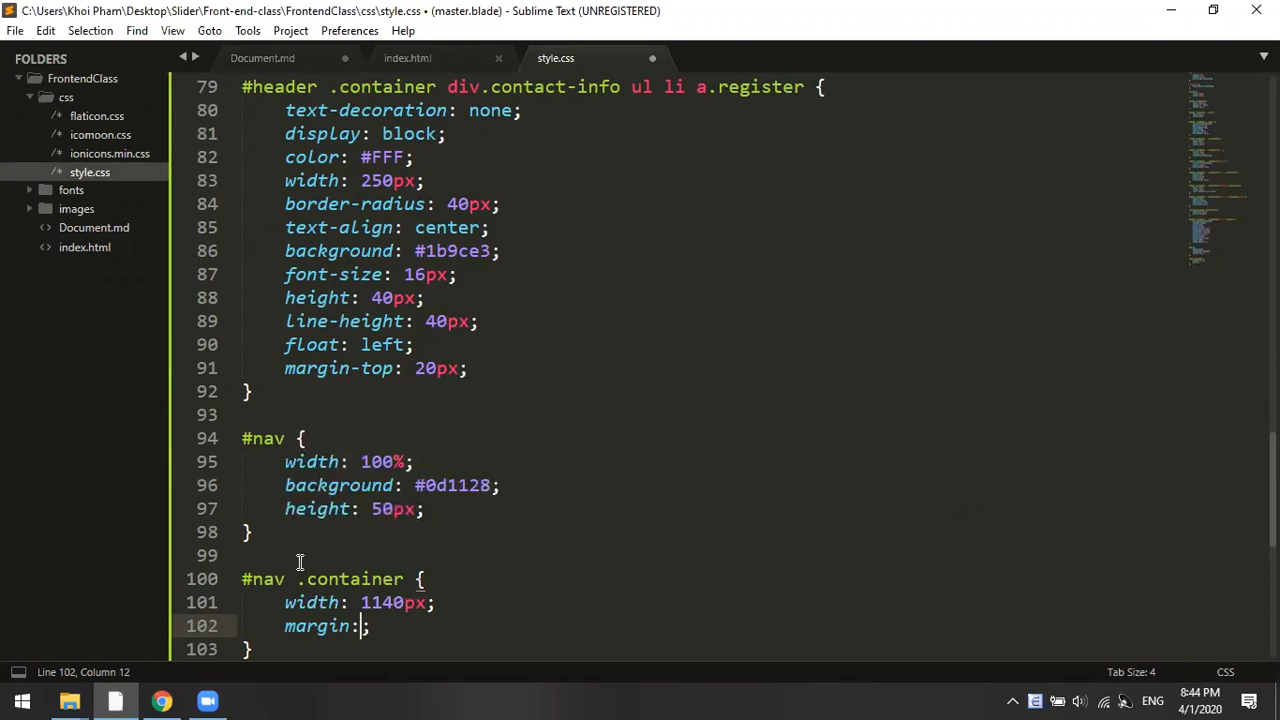 C:\Users\Khoi Pham\Desktop\Slider\Front-end-class\FrontendClass\css\style.css • (master.blade) - Sublime Text (UNREGISTERED)
File Edit Selection Find View Goto Tools Project Preferences Help
FOLDERS
FrontendClass
css
/* flaticon.css
/* icomoon.css
/* ionicons.min.css
/* style.css
fonts
images
Document.md
index.html
Document.md
index.html
style.css
79 #header .container div.contact-info ul li a.register {
80 text-decoration: none;
81 display: block;
82 color: #FFF;
83 width: 250px;
84 border-radius: 40px;
85 text-align: center;
86 background: #1b9ce3;
87 font-size: 16px;
88 height: 40px;
89 line-height: 40px;
90 float: left;
91 margin-top: 20px;
92 }
93
94 #nav {
95 width: 100%;
96 background: #0d1128;
97 height: 50px;
98 }
99
100 #nav .container {
101 width: 1140px;
102 margin:;
103 }
Line 102, Column 12
Tab Size: 4
CSS
ENG
8:44 PM
4/1/2020